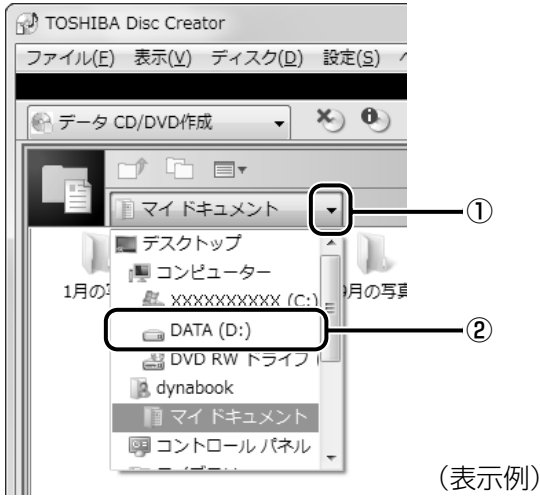 TOSHIBA Disc Creator
ファイル(F) 表示(V) ディスク(D) 設定(S)
データ CD/DVD作成
マイ ドキュメント
①
デスクトップ
コンピューター
1月の
XXXXXXXXXX (C:)
月の写真
DATA (D:)
②
DVD RW ドライブ (
dynabook
マイ ドキュメント
コントロール パネル
(表示例)